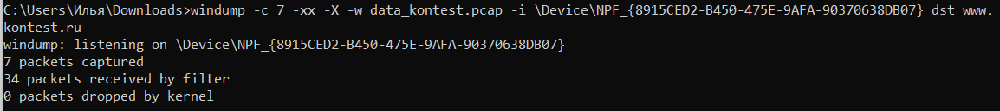 C:\Users\Илья\Downloads>windump -c 7 -xx -X -w data_kontest.pcap -i \Device\NPF_{8915CED2-B450-475E-9AFA-90370638DB07} dst www.
kontest.ru
windump: listening on \Device\NPF_{8915CED2-B450-475E-9AFA-90370638DB07}
7 packets captured
34 packets received by filter
0 packets dropped by kernel